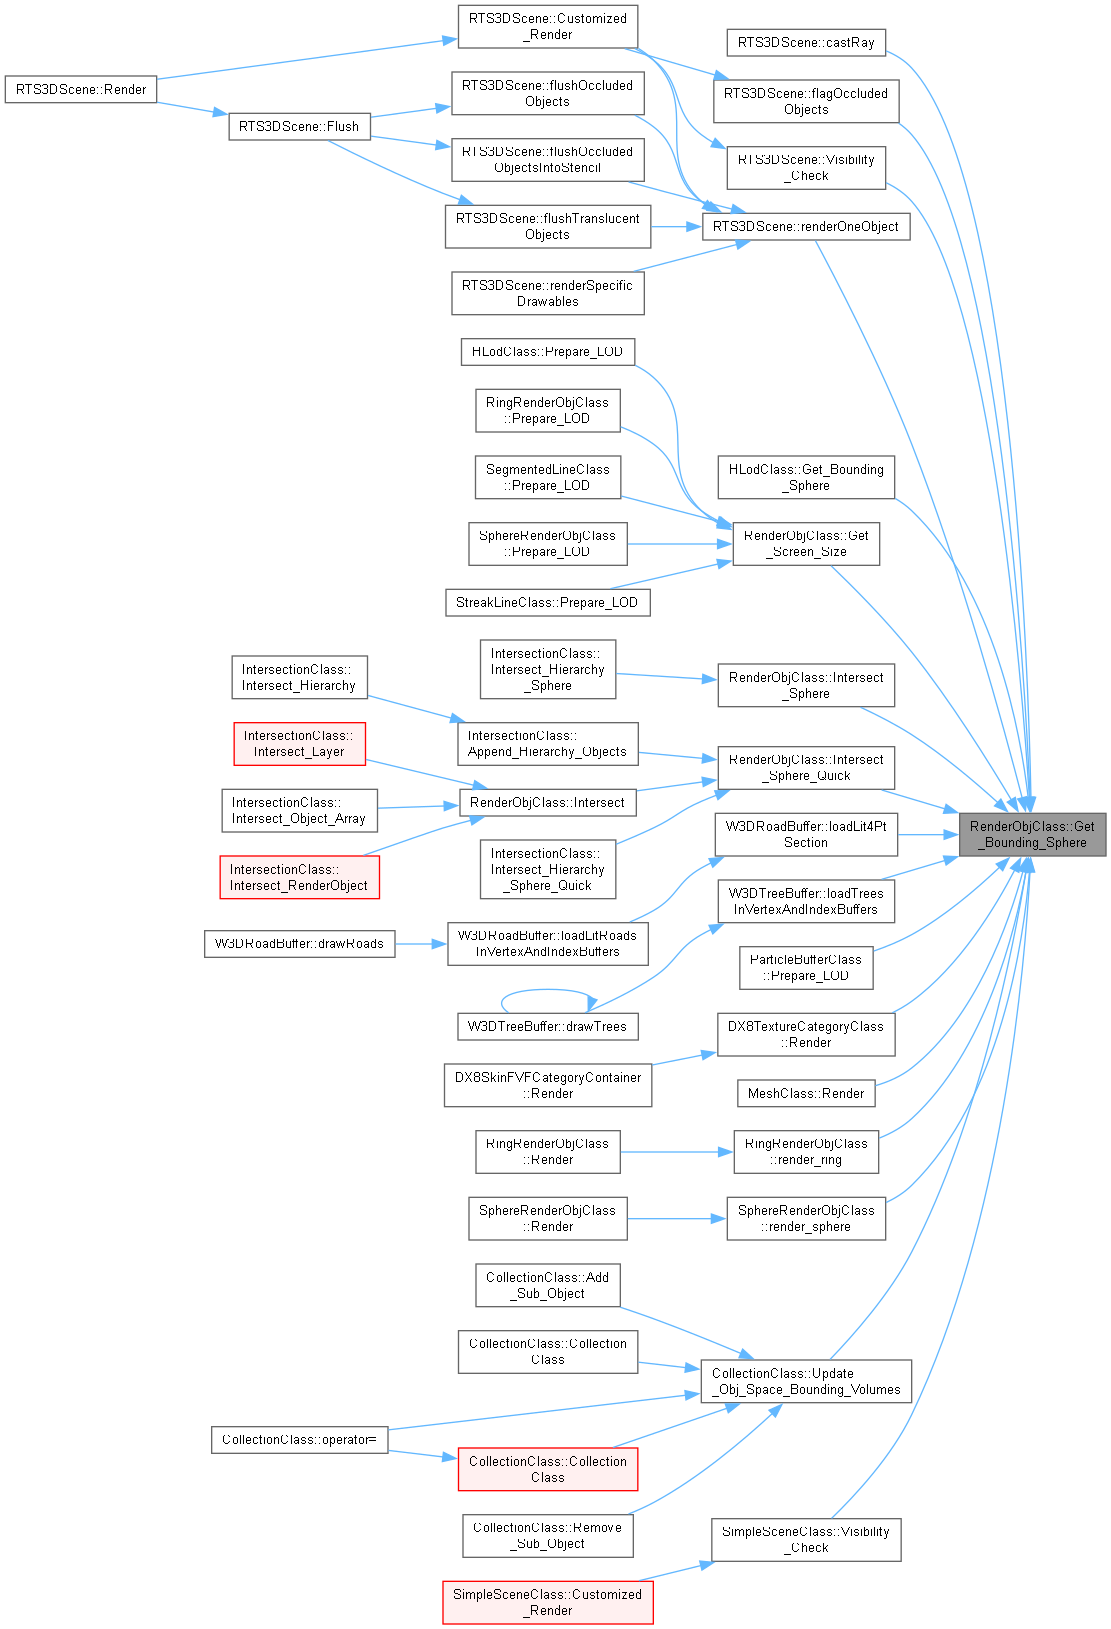 RTS3DScene::Customized
_Render
RTS3DScene::castRay
RTS3DScene::Render
RTS3DScene::flushOccluded
Objects
RTS3DScene::flagOccluded
Objects
RTS3DScene::Flush
RTS3DScene::flushOccluded
ObjectsIntoStencil
RTS3DScene::Visibility
_Check
RTS3DScene::flushTranslucent
Objects
RTS3DScene::renderOneObject
RTS3DScene::renderSpecific
Drawables
HLodClass::Prepare_LOD
RingRenderObjClass
::Prepare_LOD
SegmentedLineClass
::Prepare_LOD
HLodClass::Get_Bounding
_Sphere
SphereRenderObjClass
::Prepare_LOD
RenderObjClass::Get
_Screen_Size
StreakLineClass::Prepare_LOD
IntersectionClass::
Intersect_Hierarchy
_Sphere
RenderObjClass::Intersect
_Sphere
IntersectionClass::
Intersect_Hierarchy
IntersectionClass::
Intersect_Layer
IntersectionClass::
Append_Hierarchy_Objects
RenderObjClass::Intersect
_Sphere_Quick
IntersectionClass::
Intersect_Object_Array
RenderObjClass::Intersect
IntersectionClass::
Intersect_RenderObject
IntersectionClass::
Intersect_Hierarchy
_Sphere_Quick
W3DRoadBuffer::loadLit4Pt
Section
RenderObjClass::Get
_Bounding_Sphere
W3DTreeBuffer::loadTrees
InVertexAndIndexBuffers
W3DRoadBuffer::drawRoads
W3DRoadBuffer::loadLitRoads
InVertexAndIndexBuffers
ParticleBufferClass
::Prepare_LOD
W3DTreeBuffer::drawTrees
DX8TextureCategoryClass
::Render
DX8SkinFVFCategoryContainer
::Render
MeshClass::Render
RingRenderObjClass
::Render
RingRenderObjClass
::render_ring
SphereRenderObjClass
::Render
SphereRenderObjClass
::render_sphere
CollectionClass::Add
_Sub_Object
CollectionClass::Collection
Class
CollectionClass::Update
_Obj_Space_Bounding_Volumes
CollectionClass::operator=
CollectionClass::Collection
Class
CollectionClass::Remove
_Sub_Object
SimpleSceneClass::Visibility
_Check
SimpleSceneClass::Customized
_Render